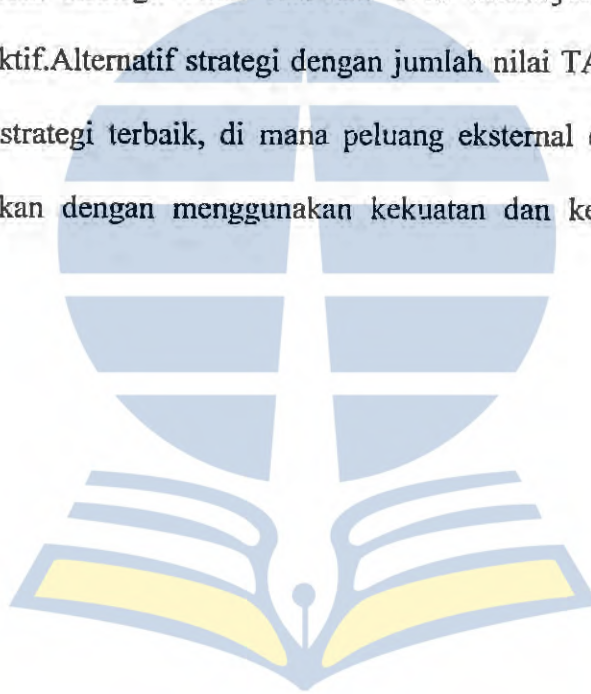 ktif.Alternatif strategi dengan jumlah nilai TA
strategi terbaik, di mana peluang eksternal
kan dengan menggunakan kekuatan dan ke